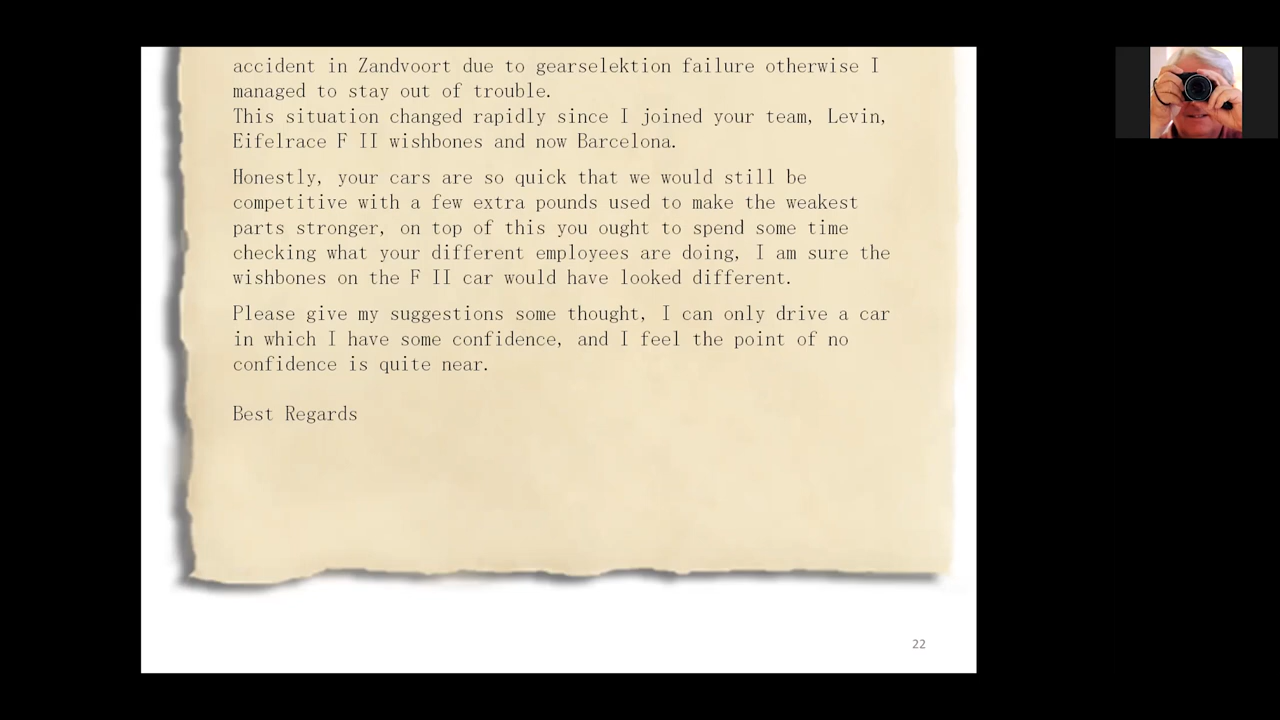 accident in Zandvoort due to gearselektion failure otherwise I
managed to stay out of trouble.
This situation changed rapidly since I joined your team, Levin,
Eifelrace F II wishbones and now Barcelona.
Honestly, your cars are so quick that we would still be
competitive with a few extra pounds used to make the weakest
parts stronger, on top of this you ought to spend some time
checking what your different employees are doing, I am sure the
wishbones on the F II car would have looked different.
Please give my suggestions some thought, I can only drive a car
in which I have some confidence, and I feel the point of no
confidence is quite near.
Best Regards
22